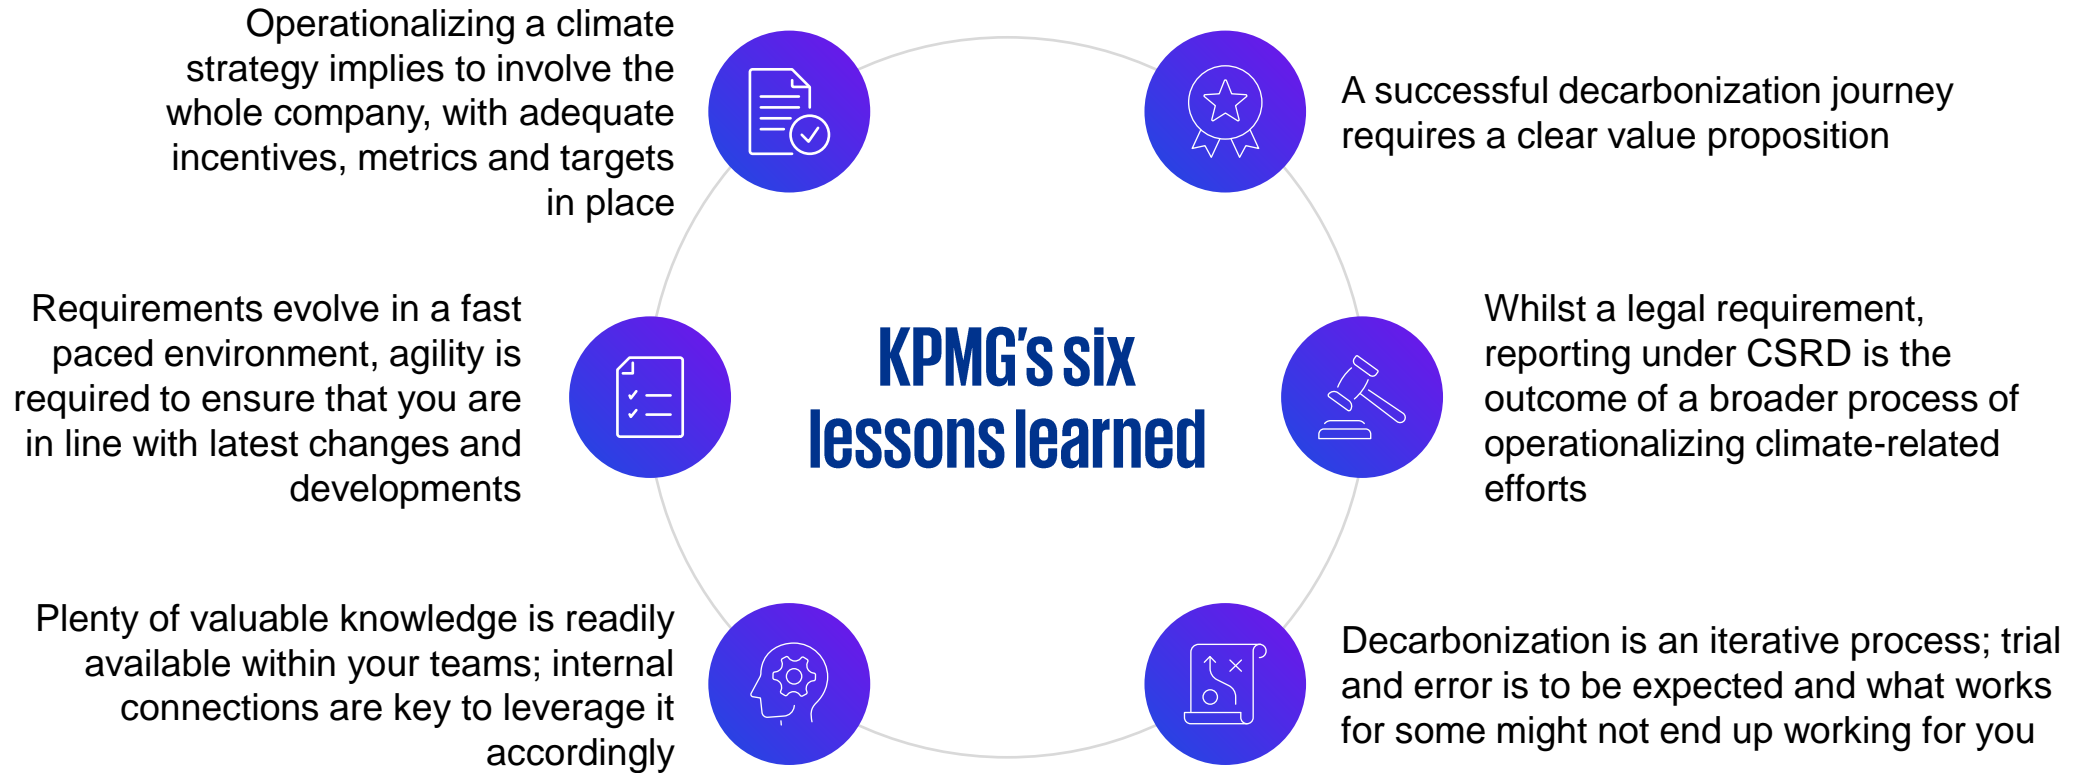 Operationalizing a climate
strategy implies to involve the
whole company, with adequate
incentives, metrics and targets
in place
A successful decarbonization journey
requires a clear value proposition
Requirements evolve in a fast
paced environment, agility is
required to ensure that you are
in line with latest changes and
developments
KPMG's six
lessons learned
Whilst a legal requirement,
reporting under CSRD is the
outcome of a broader process of
operationalizing climate-related
efforts
Plenty of valuable knowledge is readily
available within your teams; internal
connections are key to leverage it
accordingly
Decarbonization is an iterative process; trial
and error is to be expected and what works
for some might not end up working for you